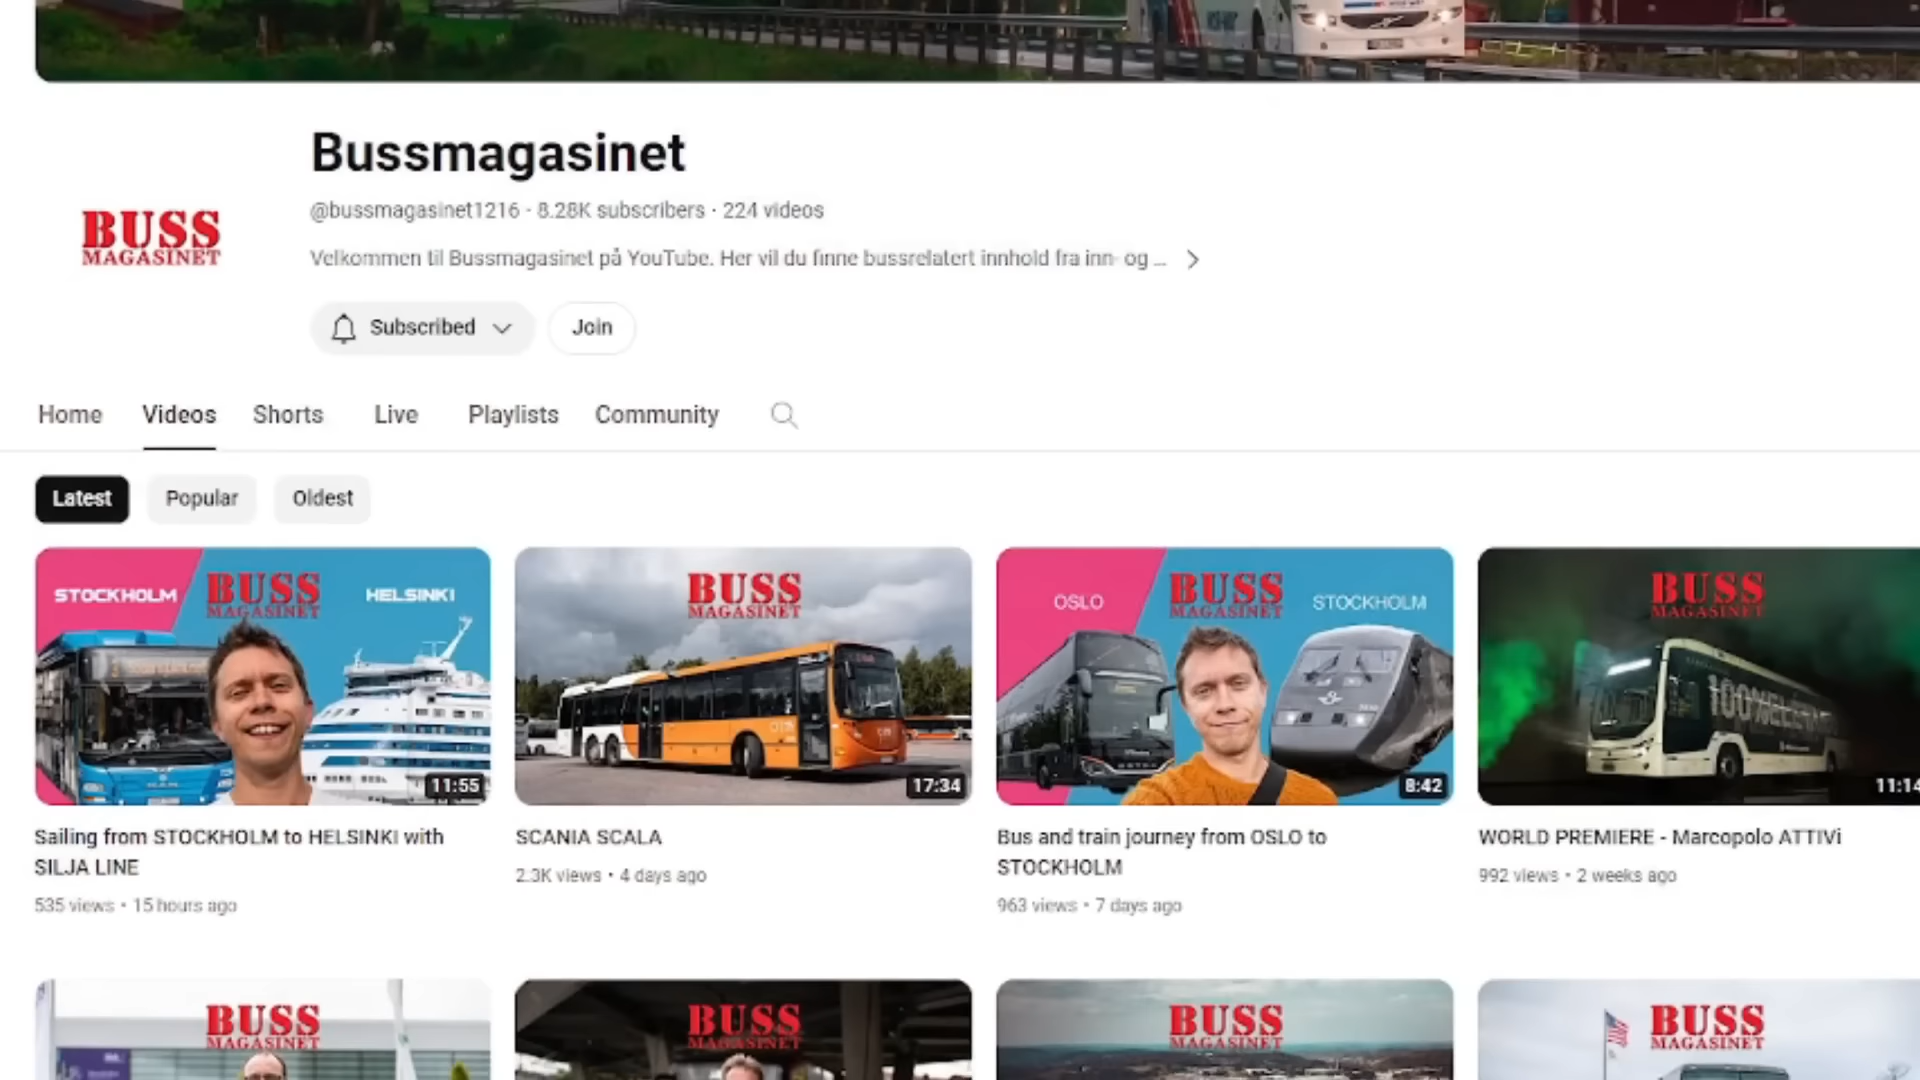 Bussmagasinet
BUSS
MAGASINET
@bussmagasinet1216 · 8.28K subscribers · 224 videos
Velkommen til Bussmagasinet på YouTube. Her vil du finne bussrelatert innhold fra inn- og ...
Subscribed
Join
Home Videos Shorts Live Playlists Community
Latest Popular Oldest
STOCKHOLM BUSS MAGASINET HELSINKI
11:55
BUSS
MAGASINET
17:34
OSLO BUSS MAGASINET STOCKHOLM
8:42
BUSS
MAGASINET
11:14
Sailing from STOCKHOLM to HELSINKI with
SILJA LINE
535 views • 15 hours ago
SCANIA SCALA
2.3K views • 4 days ago
Bus and train journey from OSLO to
STOCKHOLM
963 views • 7 days ago
WORLD PREMIERE - Marcopolo ATTIVi
992 views • 2 weeks ago
BUSS
MAGASINET
BUSS
MAGASINET
BUSS
MAGASINET
BUSS
MAGASINET